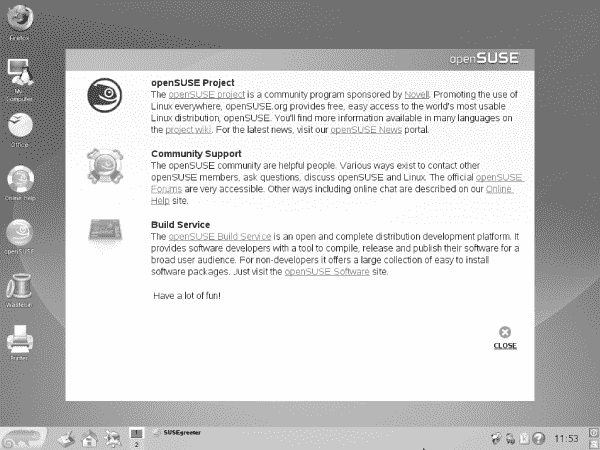 openSUSE
Firefox
My
Computer
Office
Online Help
openSUSE
Printer
openSUSE Project
The openSUSE project is a community program sponsored by Novell. Promoting the use of
Linux everywhere, openSUSE.org provides free, easy access to the world's most usable
Linux distribution, openSUSE. You'll find more information available in many languages on
the project wiki. For the latest news, visit our openSUSE News portal.
Community Support
The openSUSE community are helpful people. Various ways exist to contact other
openSUSE members, ask questions, discuss openSUSE and Linux. The official openSUSE
Forums are very accessible. Other ways including online chat are described on our Online
Help site.
Build Service
The openSUSE Build Service is an open and complete distribution development platform. It
provides software developers with a tool to compile, release and publish their software for a
broad user audience. For non-developers it offers a large collection of easy to install
software packages. Just visit the openSUSE Software site.
Have a lot of fun!
CLOSE
1
2
SUSEgreeter
11:53